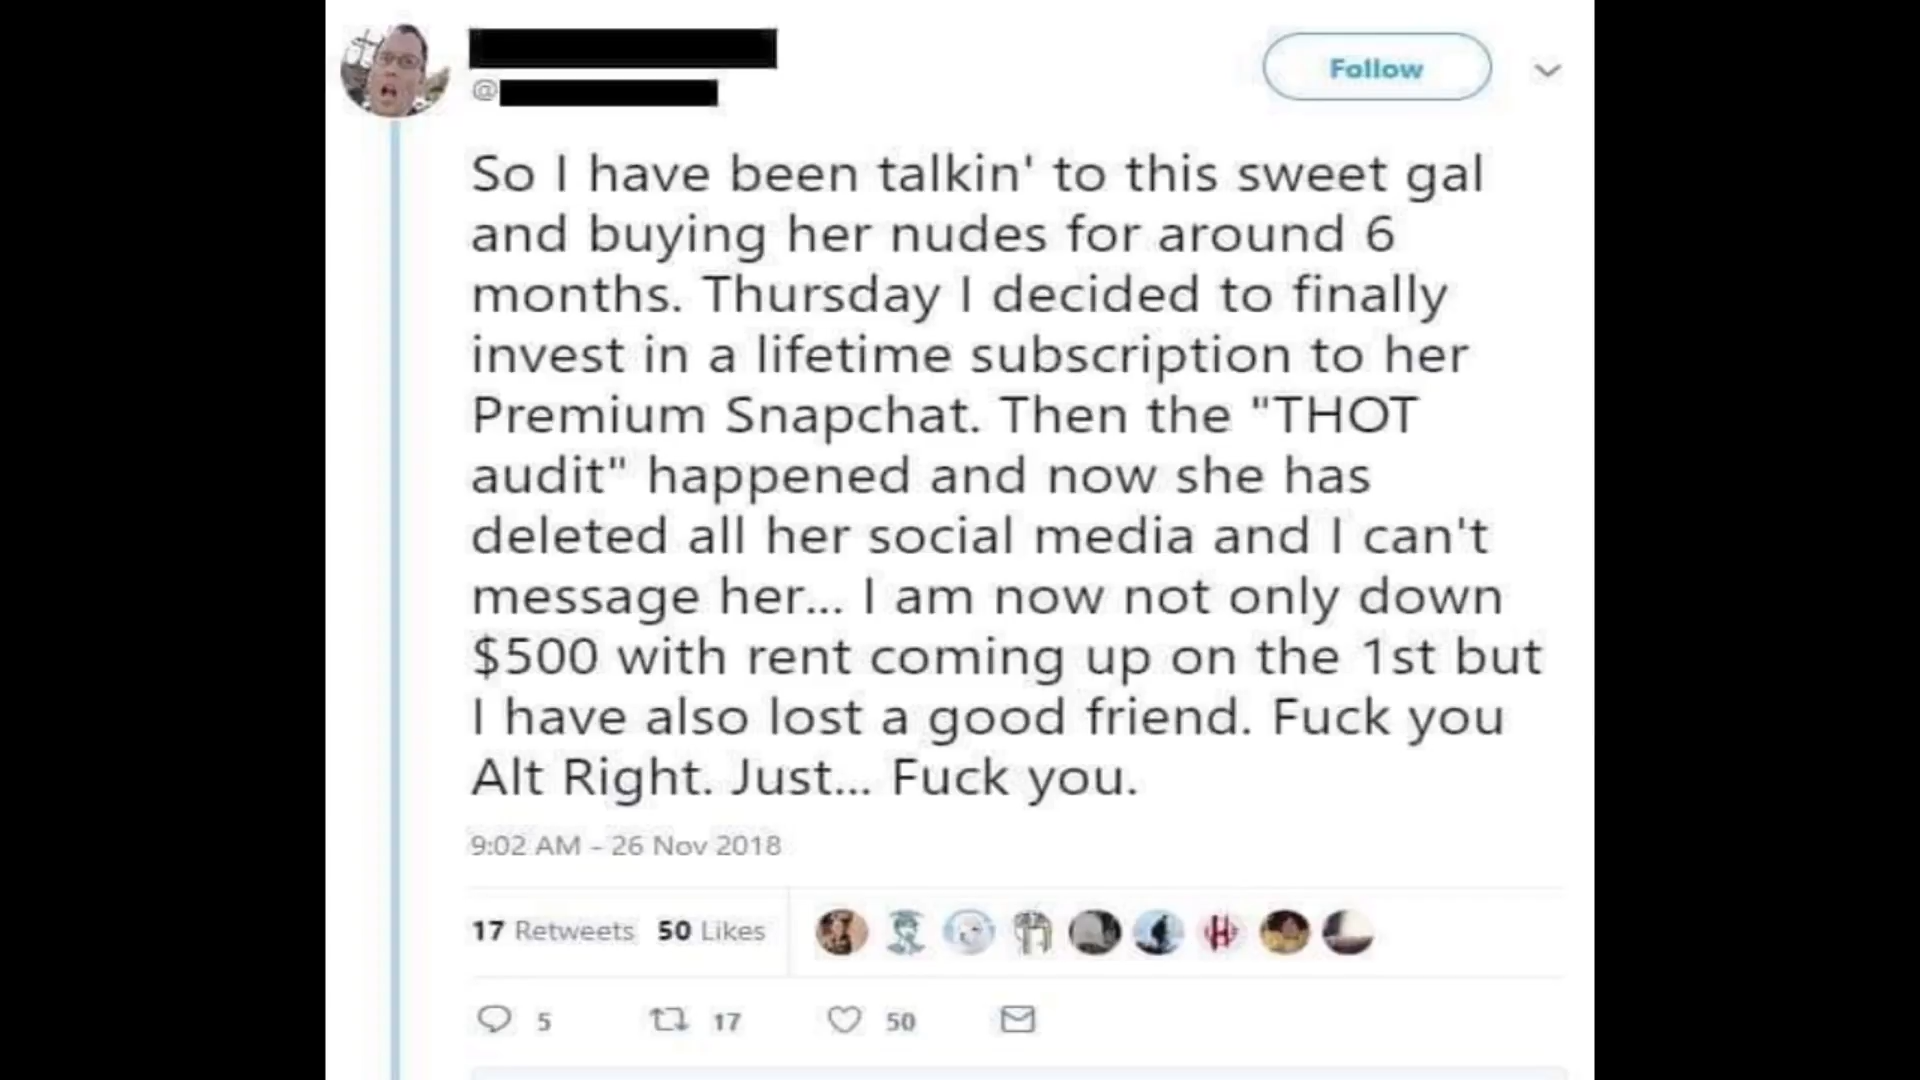 Follow
@
So I have been talkin' to this sweet gal
and buying her nudes for around 6
months. Thursday I decided to finally
invest in a lifetime subscription to her
Premium Snapchat. Then the "THOT
audit" happened and now she has
deleted all her social media and I can't
message her... I am now not only down
$500 with rent coming up on the 1st but
I have also lost a good friend. Fuck you
Alt Right. Just... Fuck you.
9:02 AM - 26 Nov 2018
17 Retweets 50 Likes
5 17 50